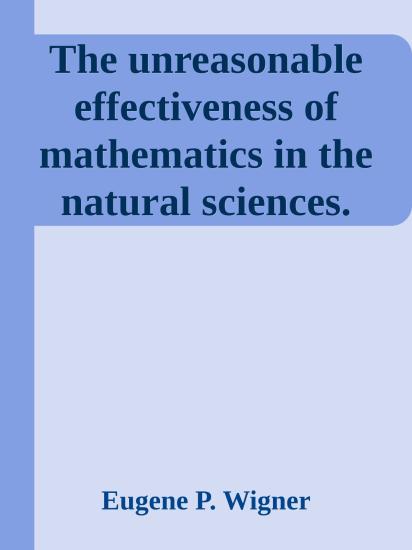 The unreasonable
effectiveness of
mathematics in the
natural sciences.
Eugene P. Wigner